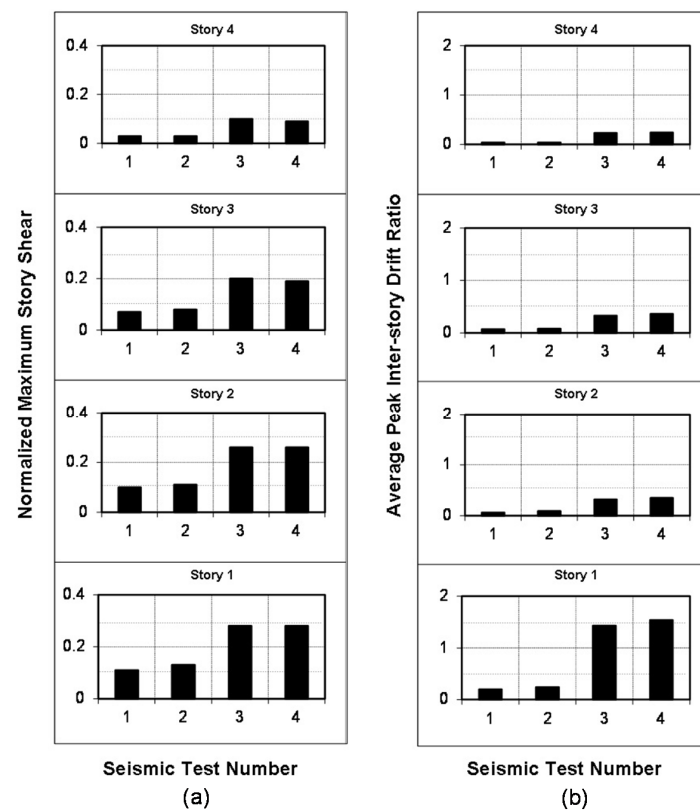 Normalized Maximum Story Shear
Story 4
0.4
0.2
0
1 2 3 4
Story 3
0.4
0.2
0
1 2 3 4
Story 2
0.4
0.2
0
1 2 3 4
Story 1
0.4
0.2
0
1 2 3 4
Seismic Test Number
(a)
Average Peak Inter-story Drift Ratio
Story 4
2
1
0
1 2 3 4
Story 3
2
1
0
1 2 3 4
Story 2
2
1
0
1 2 3 4
Story 1
2
1
0
1 2 3 4
Seismic Test Number
(b)